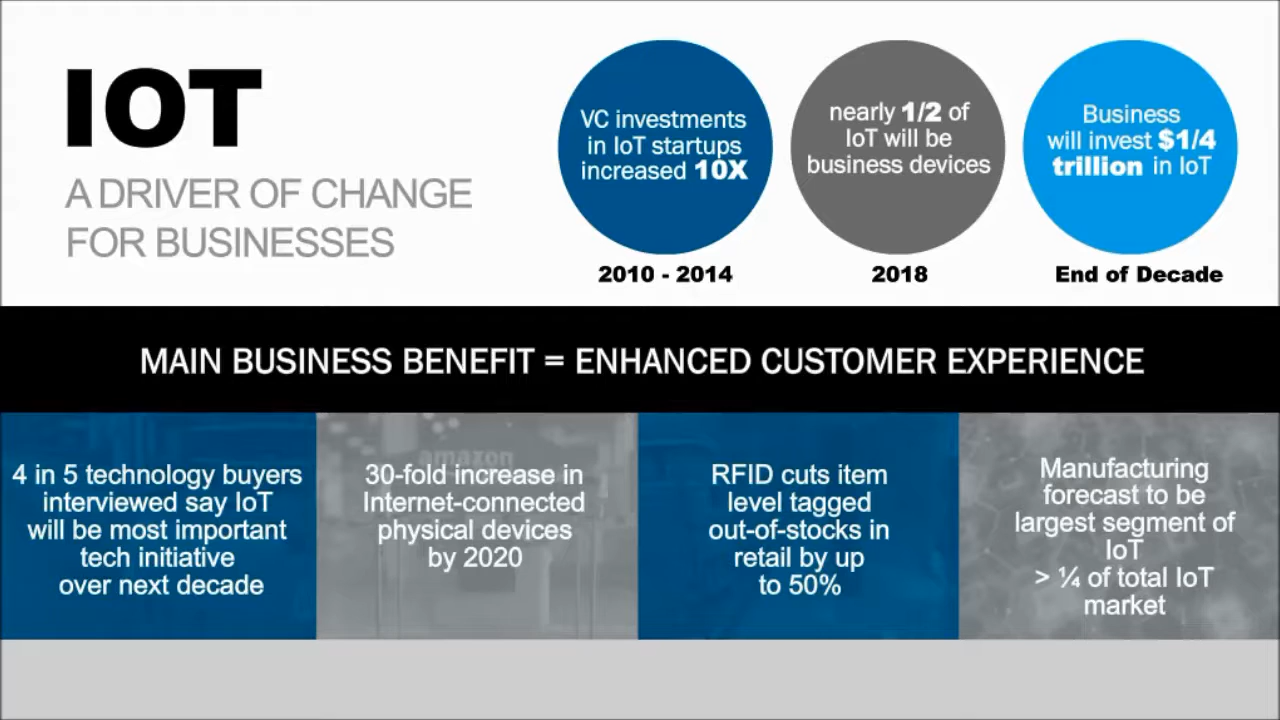 IOT
A DRIVER OF CHANGE
FOR BUSINESSES
VC investments
in IoT startups
increased 10X
2010 - 2014
nearly 1/2 of
IoT will be
business devices
2018
Business
will invest $1/4
trillion in IoT
End of Decade
MAIN BUSINESS BENEFIT = ENHANCED CUSTOMER EXPERIENCE
4 in 5 technology buyers
interviewed say IoT
will be most important
tech initiative
over next decade
amazon
30-fold increase in
Internet-connected
physical devices
by 2020
RFID cuts item
level tagged
out-of-stocks in
retail by up
to 50%
Manufacturing
forecast to be
largest segment of
IoT
> ¼ of total IoT
market